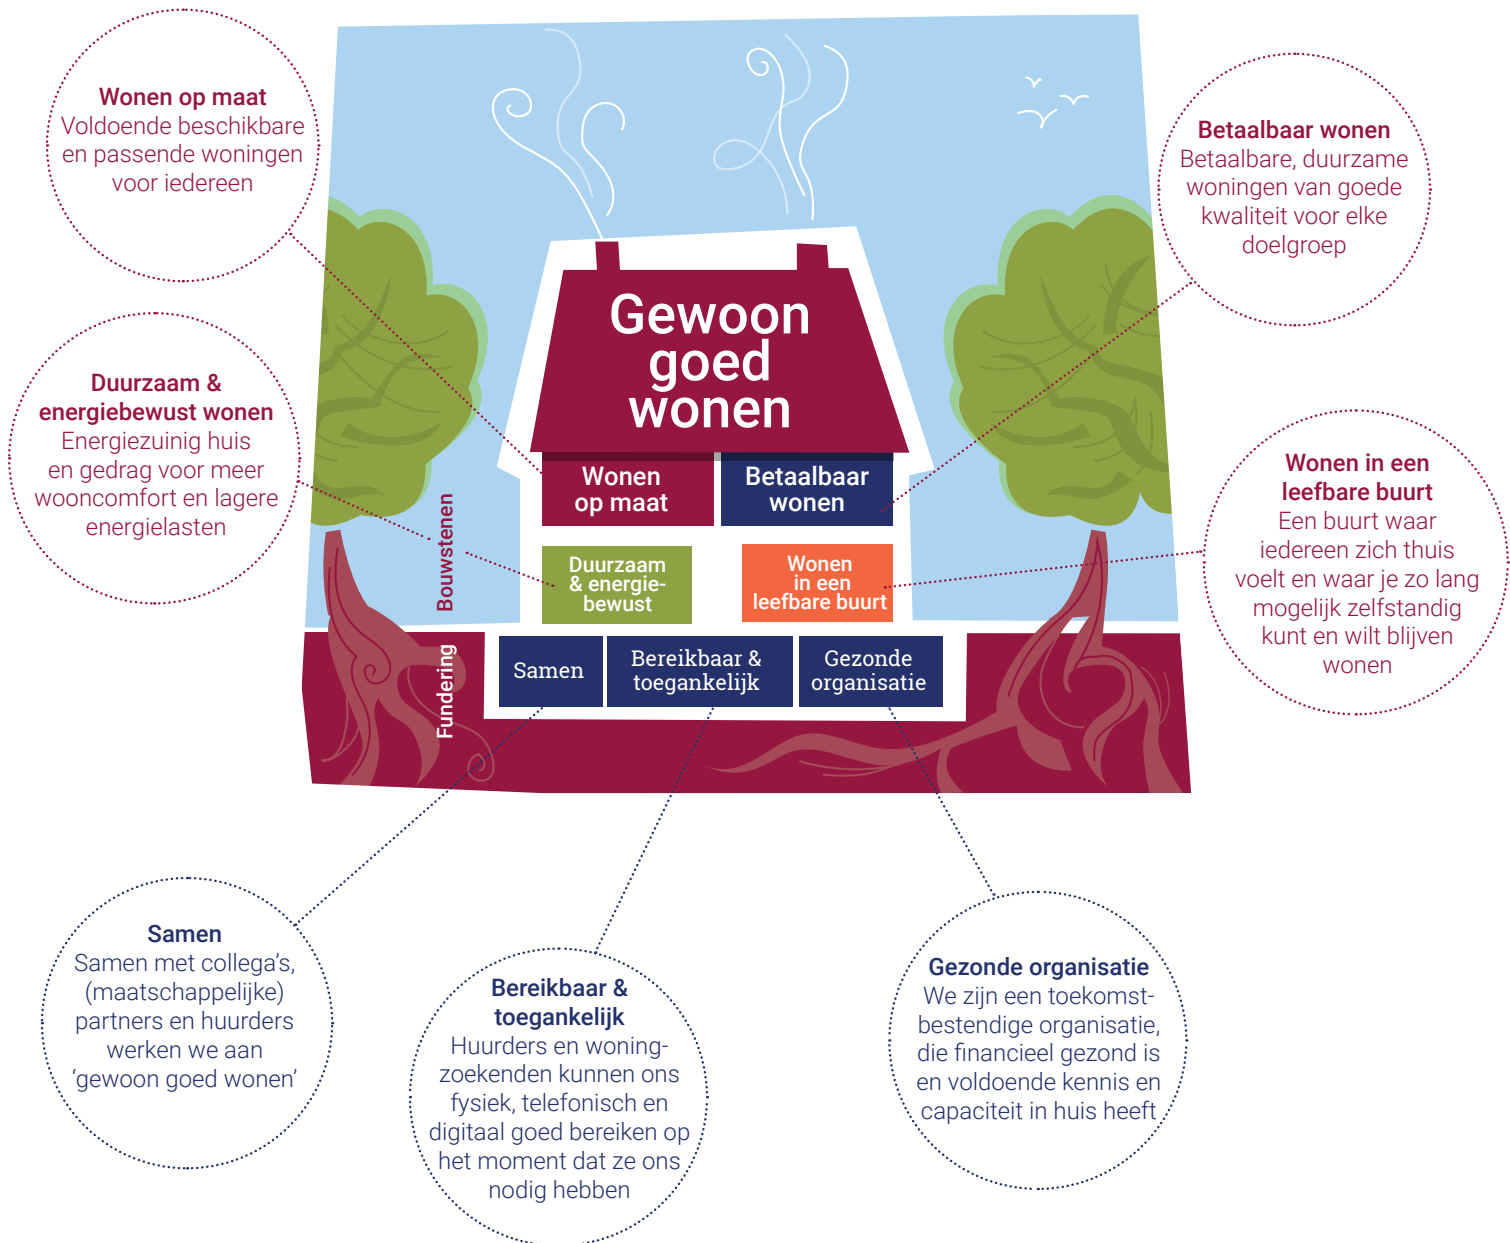 Wonen op maat
Voldoende beschikbare
en passende woningen
voor iedereen
Betaalbaar wonen
Betaalbare, duurzame
woningen van goede
kwaliteit voor elke
doelgroep
Gewoon
goed
wonen
Duurzaam &
energiebewust wonen
Energiezuinig huis
en gedrag voor meer
wooncomfort en lagere
energielasten
Wonen
op maat
Betaalbaar
wonen
Wonen in een
leefbare buurt
Een buurt waar
iedereen zich thuis
voelt en waar je zo lang
mogelijk zelfstandig
kunt en wilt blijven
wonen
Bouwstenen
Duurzaam
& energie-
bewust
Wonen
in een
leefbare buurt
Fundering
Samen
Bereikbaar &
toegankelijk
Gezonde
organisatie
Samen
Samen met collega's,
(maatschappelijke)
partners en huurders
werken we aan
‘gewoon goed wonen’
Bereikbaar &
toegankelijk
Huurders en woning-
zoekenden kunnen ons
fysiek, telefonisch en
digitaal goed bereiken op
het moment dat ze ons
nodig hebben
Gezonde organisatie
We zijn een toekomst-
bestendige organisatie,
die financieel gezond is
en voldoende kennis en
capaciteit in huis heeft